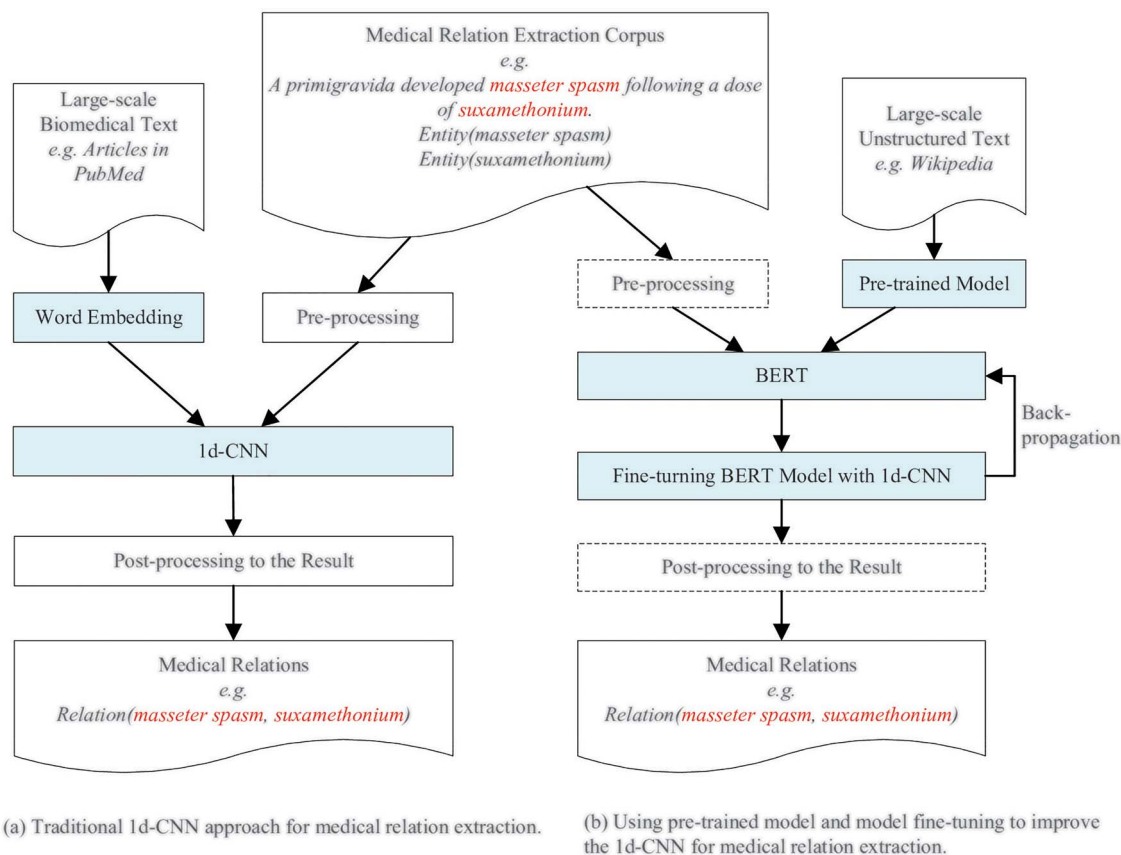 Medical Relation Extraction Corpus
e.g.
A primigravida developed masseter spasm following a dose
of suxamethonium.
Entity(masseter spasm)
Entity(suxamethonium)
Large-scale
Biomedical Text
e.g. Articles in
PubMed
Large-scale
Unstructured Text
e.g. Wikipedia
Word Embedding
Pre-processing
Pre-processing
Pre-trained Model
BERT
Back-
propagation
1d-CNN
Fine-turning BERT Model with 1d-CNN
Post-processing to the Result
Post-processing to the Result
Medical Relations
e.g.
Relation(masseter spasm, suxamethonium)
Medical Relations
e.g.
Relation(masseter spasm, suxamethonium)
(a) Traditional 1d-CNN approach for medical relation extraction.
(b) Using pre-trained model and model fine-tuning to improve
the 1d-CNN for medical relation extraction.